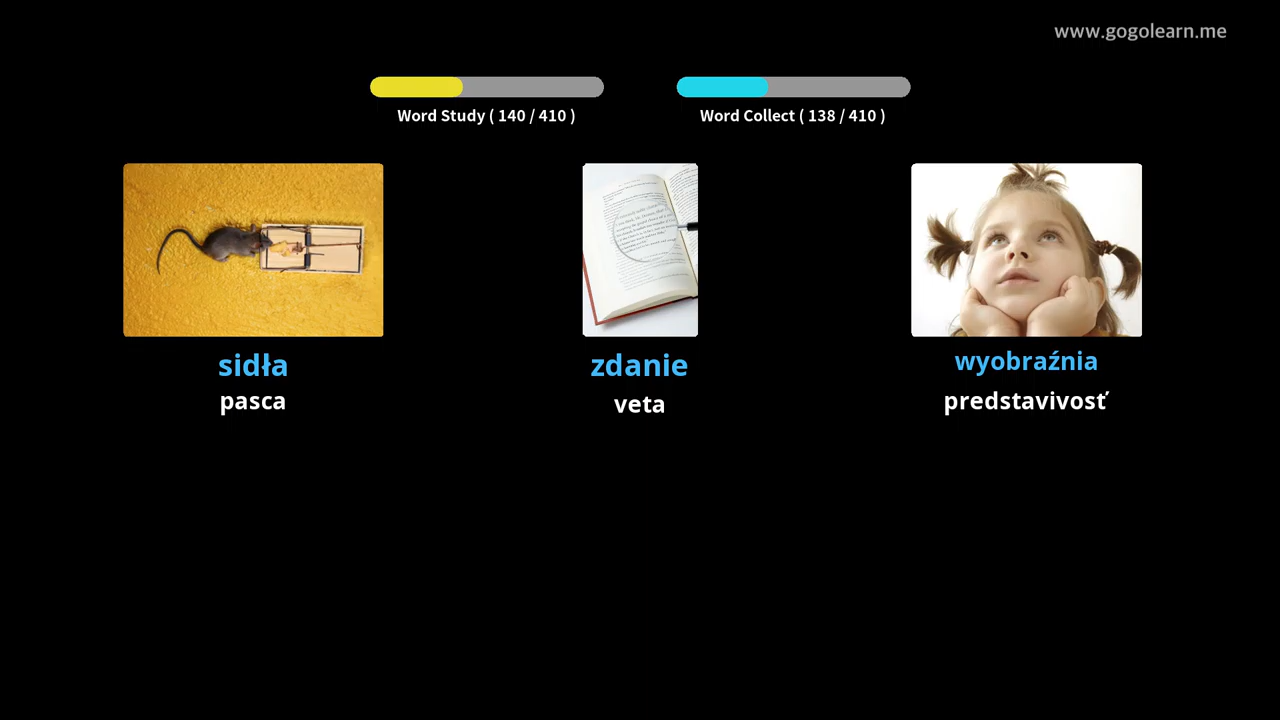 www.gogolearn.me
Word Study ( 140 / 410 )
Word Collect ( 138 / 410 )
sidła
zdanie
wyobraźnia
pasca
veta
predstavivosť